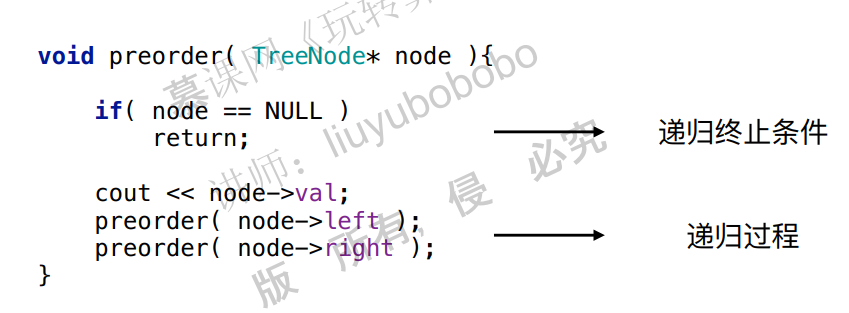 void preorder( TreeNode* node ){
if( node == NULL )
return;
递归终止条件
cout << node->val;
preorder( node->left );
preorder( node->right );
递归过程
}
慕课网《玩转算
讲师：liuyubobobo
版 所有，侵 必究